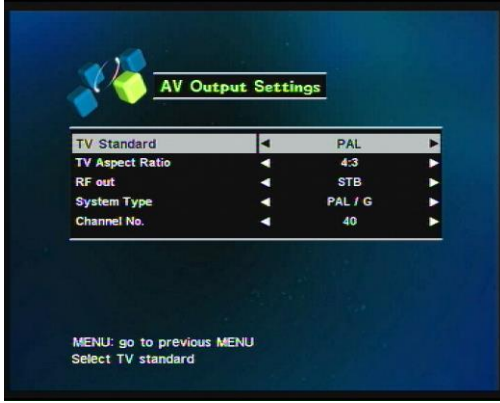 AV Output Settings
TV Standard ◀ PAL ▶
TV Aspect Ratio ◀ 4:3 ▶
RF out ◀ STB ▶
System Type ◀ PAL / G ▶
Channel No. ◀ 40 ▶
MENU: go to previous MENU
Select TV standard